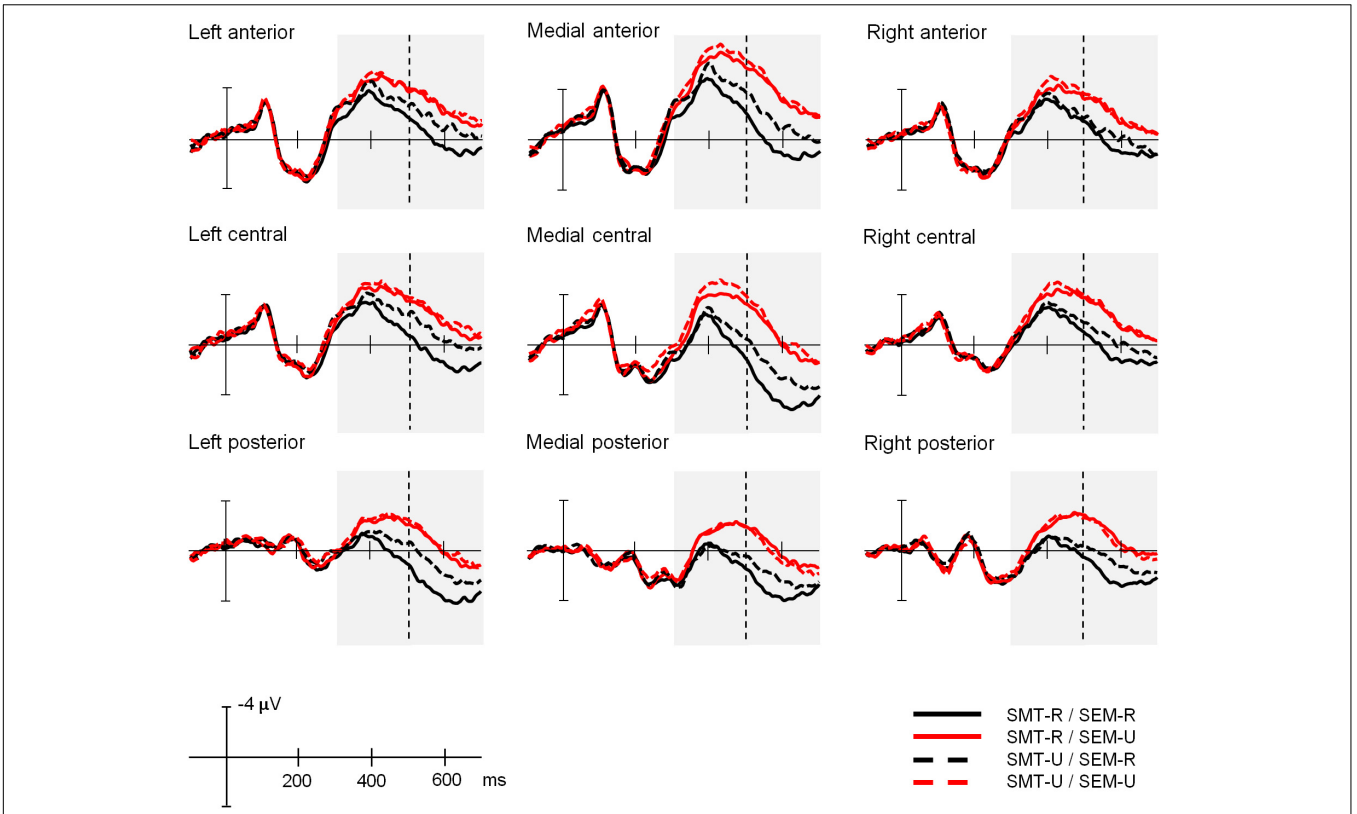 Left anterior
Medial anterior
Right anterior
Left central
Medial central
Right central
Left posterior
Medial posterior
Right posterior
-4 μV
200 400 600 ms
SMT-R / SEM-R
SMT-R / SEM-U
SMT-U / SEM-R
SMT-U / SEM-U